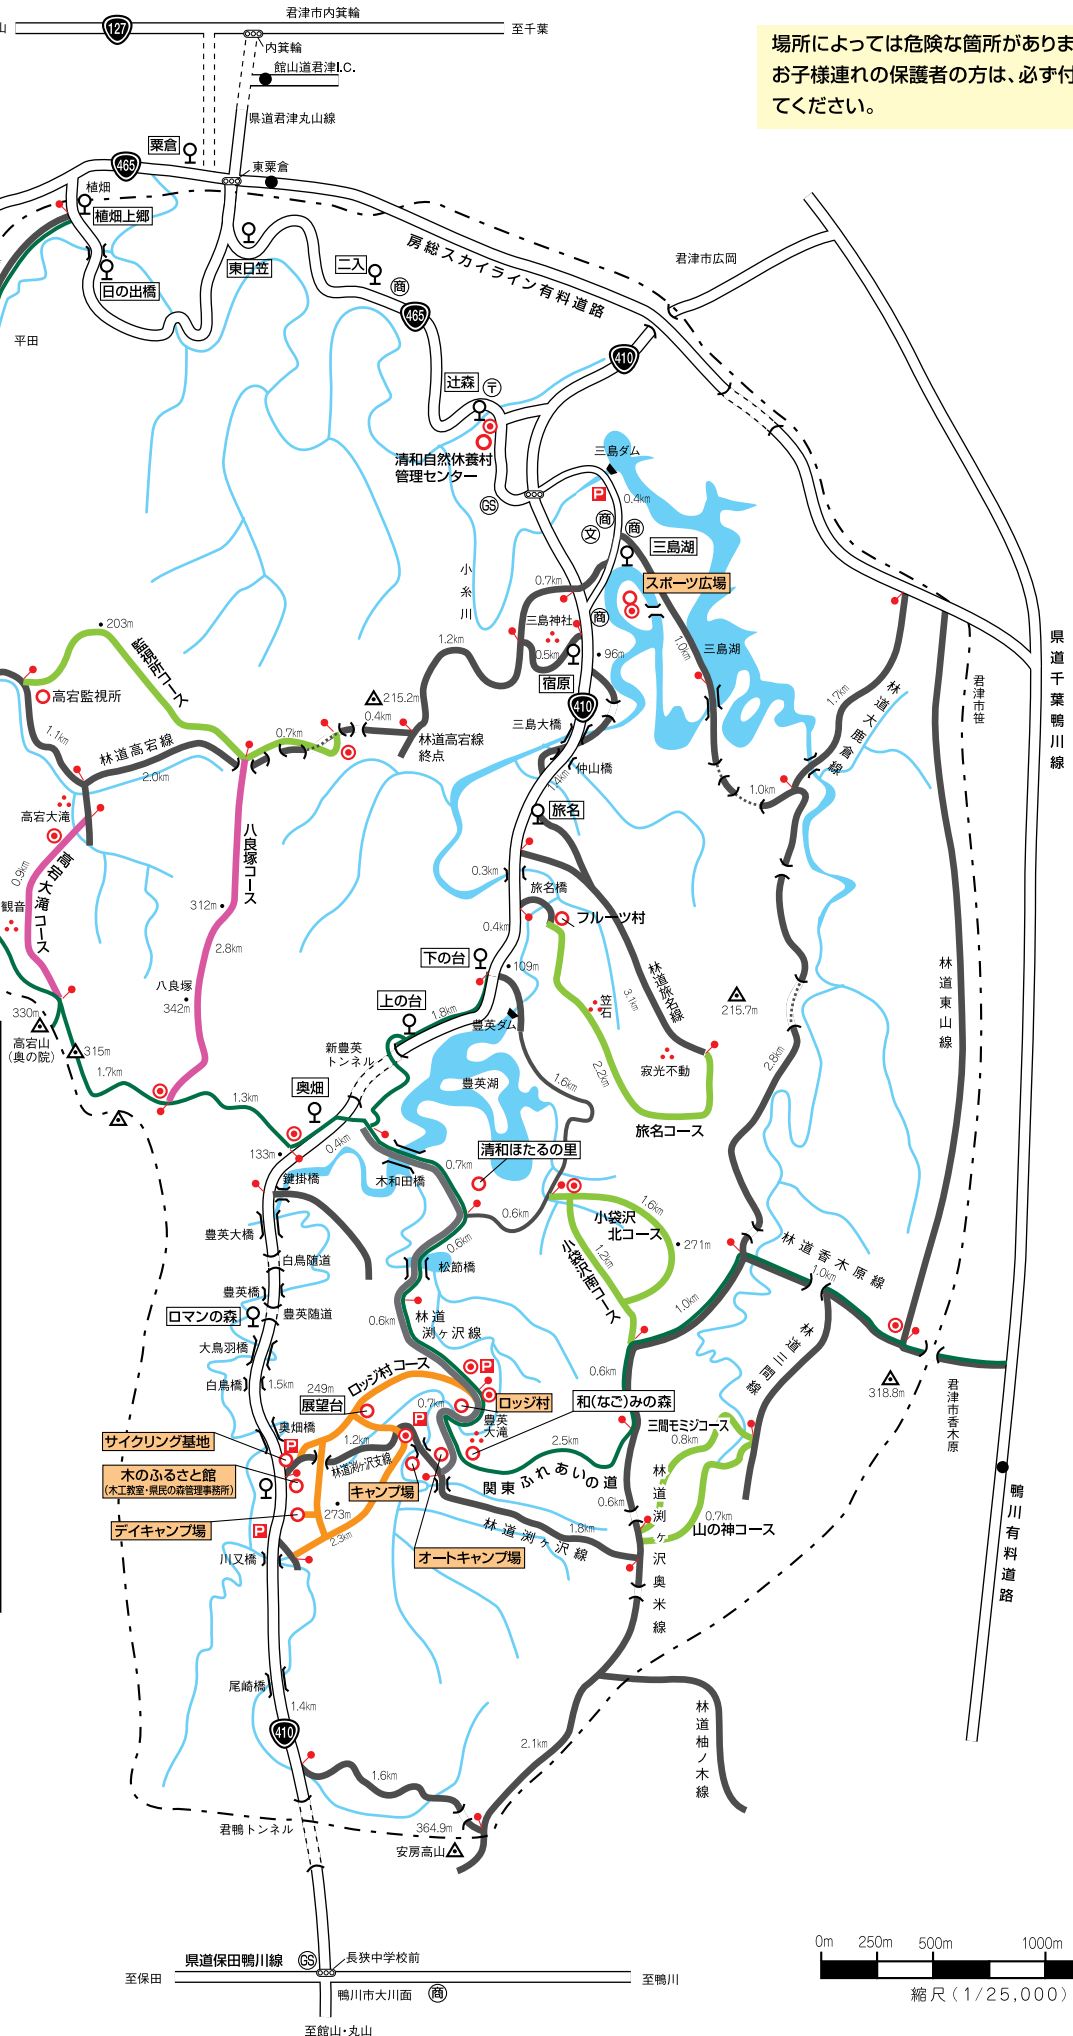 君津市内箕輪
山
127
至千葉
内箕輪
館山道君津I.C.
県道君津丸山線
場所によっては危険な箇所がありま
お子様連れの保護者の方は、必ず付
てください。
粟倉
465
東粟倉
植畑
植畑上郷
東日笠
日の出橋
二入
商
465
房総スカイライン有料道路
君津市広岡
平田
410
辻森
〒
清和自然休養村
管理センター
三島ダム
P
0.4km
GS
商
商
文
三島湖
スポーツ広場
小糸川
0.7km
三島神社
商
203m
監視所コース
1.2km
0.5km
96m
1.0km
三島湖
宿原
高宕監視所
215.2m
0.4km
410
1.7km
林道大鹿倉線
君津市笹
県道千葉鴨川線
1.1km
林道高宕線
0.7km
林道高宕線
終点
三島大橋
仲山橋
2.0km
1.4km
1.0km
高宕大滝
旅名
八良塚コース
0.9km
高宕大滝コース
0.3km
旅名橋
観音
312m
フルーツ村
0.4km
2.8km
下の台
109m
林道旅名線
3.1km
林道東山線
八良塚
342m
上の台
笠石
215.7m
330m
高宕山
(奥の院)
315m
1.8km
豊英ダム
新豊英
トンネル
寂光不動
2.8km
1.7km
豊英湖
1.6km
2.2km
1.3km
奥畑
旅名コース
133m
0.4km
清和ほたるの里
鍵掛橋
木和田橋
0.7km
1.6km
小袋沢
北コース
豊英大橋
0.6km
271m
林道香木原線
0.6km
1.2km
小袋沢南コース
白鳥随道
松節橋
1.0km
豊英橋
1.0km
ロマンの森
豊英随道
0.6km
林道
渕ヶ沢線
林道三間線
大鳥羽橋
ロッジ村コース
0.6km
318.8m
君津市香木原
白鳥橋
1.5km
249m
P
展望台
0.7km
ロッジ村
和(なご)みの森
奥畑橋
P
豊英
大滝
三間モミジコース
サイクリング基地
P
1.2km
0.8km
2.5km
林道渕ヶ沢支線
木のふるさと館
(木工教室・県民の森管理事務所)
キャンプ場
関東ふれあいの道
鴨川有料道路
273m
0.6km
0.7km
デイキャンプ場
P
2.3km
林道渕ヶ沢線
1.8km
山の神コース
川又橋
オートキャンプ場
林道渕ヶ沢奥米線
尾崎橋
1.4km
410
林道柚ノ木線
2.1km
1.6km
君鴨トンネル
364.9m
安房高山
0m
250m
500m
1000m
県道保田鴨川線
GS
長狭中学校前
至保田
至鴨川
鴨川市大川面
商
縮尺(1/25,000)
至館山・丸山